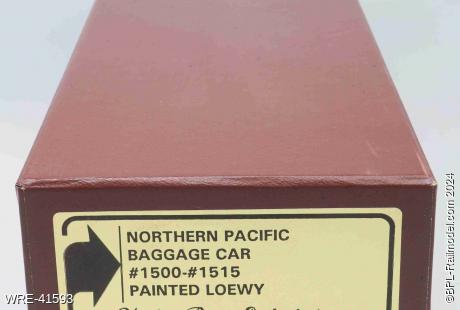 NORTHERN PACIFIC
BAGGAGE CAR
#1500-#1515
PAINTED LOEWY
WRE-41593
©BPL-Railmodel.com 2024